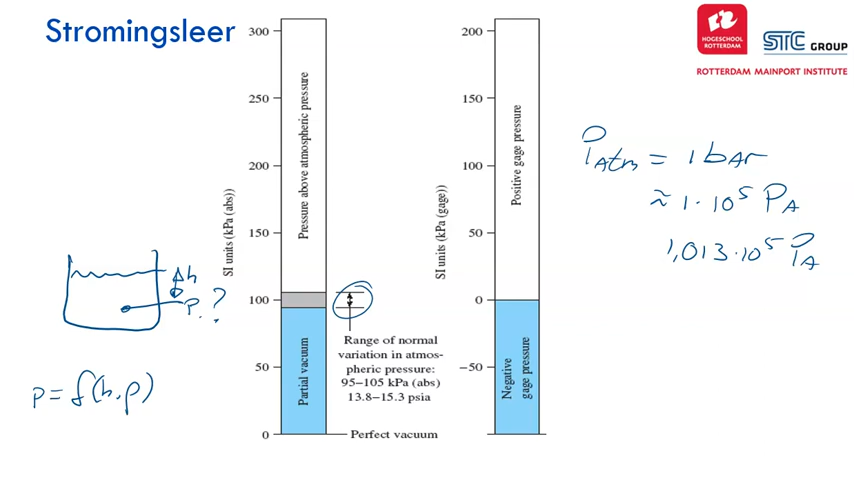 Stromingsleer
HOGESCHOOL
ROTTERDAM
STC GROUP
ROTTERDAM MAINPORT INSTITUTE
SI units (kPa (abs))
300
250
200
150
100
50
0
Pressure above atmospheric pressure
Partial vacuum
Range of normal
variation in atmos-
pheric pressure:
95–105 kPa (abs)
13.8–15.3 psia
Perfect vacuum
SI units (kPa (gage))
200
150
100
50
0
−50
Positive gage pressure
Negative
gage pressure
PAtm = 1 bAr
≈ 1·10⁵ PA
1,013·10⁵ PA
Δh
P. ?
P = f(h,ρ)